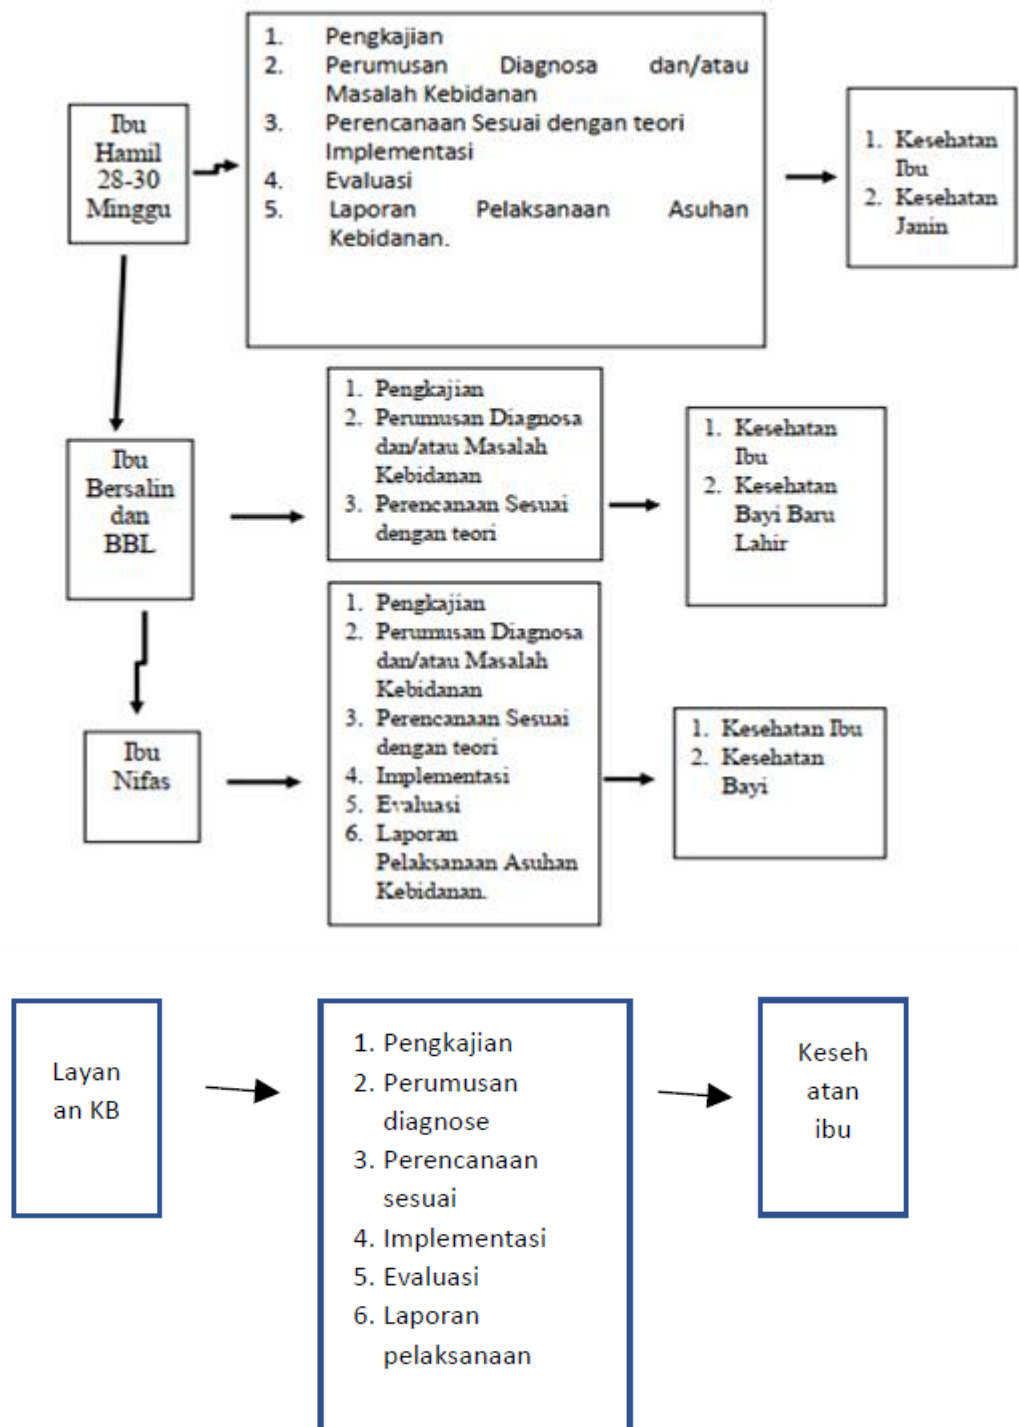 Ibu
Hamil
28-30
Minggu
1. Pengkajian
2. Perumusan Diagnosa dan/atau
Masalah Kebidanan
3. Perencanaan Sesuai dengan teori
Implementasi
4. Evaluasi
5. Laporan Pelaksanaan Asuhan
Kebidanan.
1. Kesehatan
Ibu
2. Kesehatan
Janin
Ibu
Bersalin
dan
BBL
1. Pengkajian
2. Perumusan Diagnosa
dan/atau Masalah
Kebidanan
3. Perencanaan Sesuai
dengan teori
1. Kesehatan
Ibu
2. Kesehatan
Bayi Baru
Lahir
Ibu
Nifas
1. Pengkajian
2. Perumusan Diagnosa
dan/atau Masalah
Kebidanan
3. Perencanaan Sesuai
dengan teori
4. Implementasi
5. Evaluasi
6. Laporan
Pelaksanaan Asuhan
Kebidanan.
1. Kesehatan Ibu
2. Kesehatan
Bayi
Layan
an KB
1. Pengkajian
2. Perumusan
diagnose
3. Perencanaan
sesuai
4. Implementasi
5. Evaluasi
6. Laporan
pelaksanaan
Keseh
atan
ibu